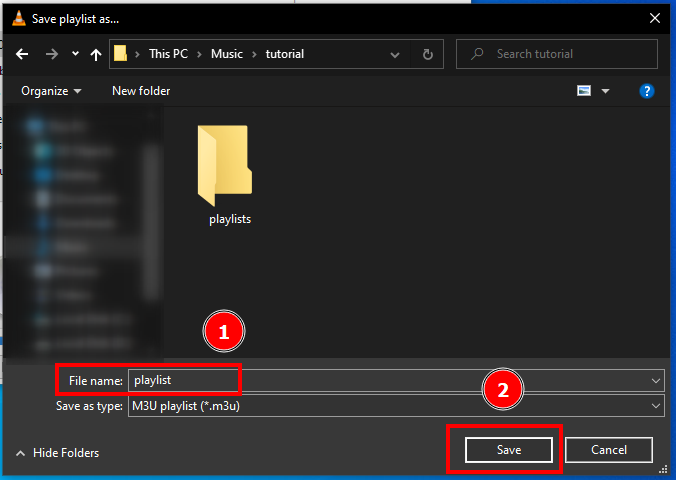 Save playlist as...
This PC Music tutorial
Search tutorial
Organize
New folder
?
playlists
1
File name: playlist
2
Save as type: M3U playlist (*.m3u)
Hide Folders
Save
Cancel